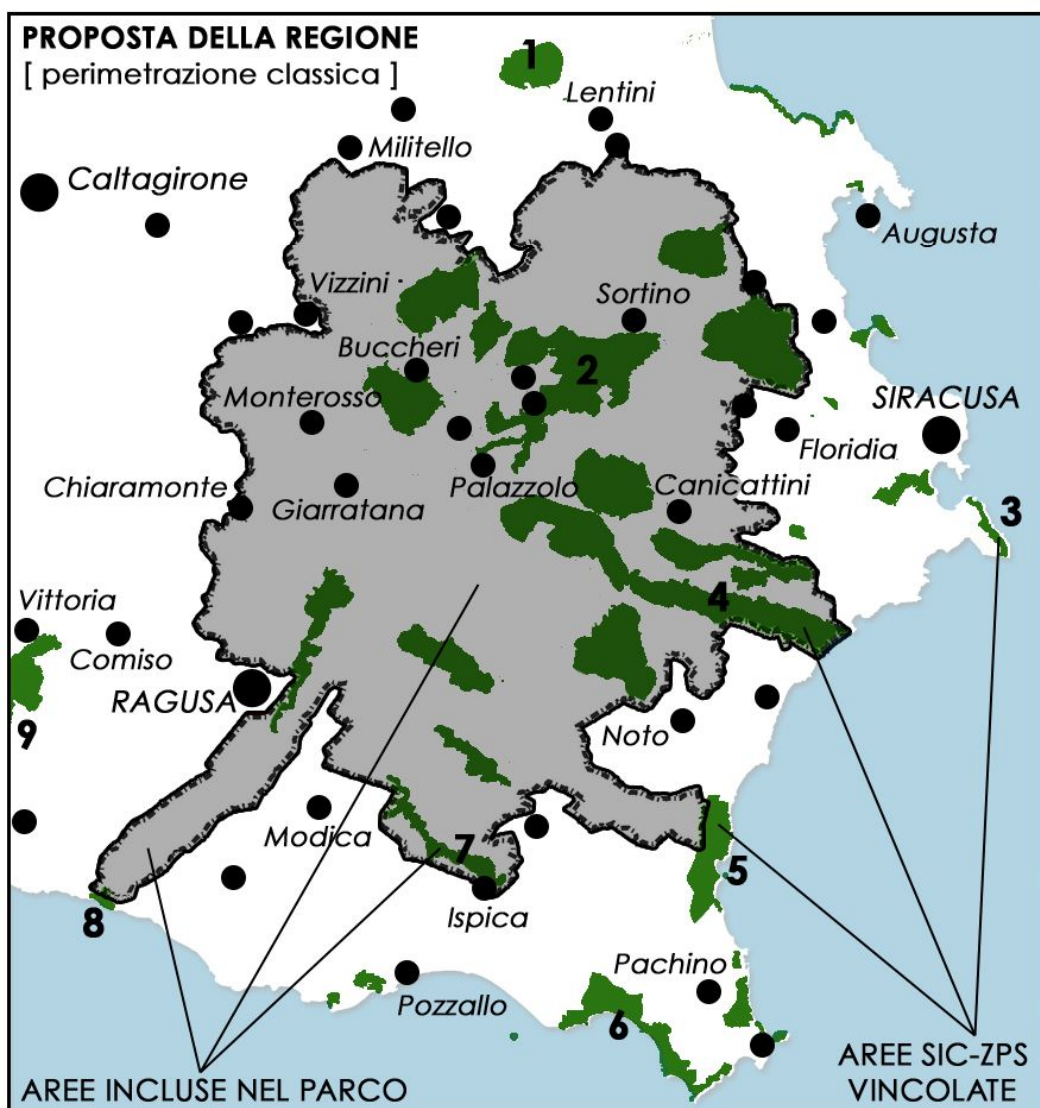 PROPOSTA DELLA REGIONE
[ perimetrazione classica ]
1
Lentini
Militello
Caltagirone
Augusta
Vizzini
Sortino
Buccheri
2
Monterosso
SIRACUSA
Floridia
Chiaramonte
Giarratana
Palazzolo
Canicattini
3
Vittoria
Comiso
4
RAGUSA
9
Noto
Modica
7
5
8
Ispica
Pachino
Pozzallo
6
AREE INCLUSE NEL PARCO
AREE SIC-ZPS
VINCOLATE